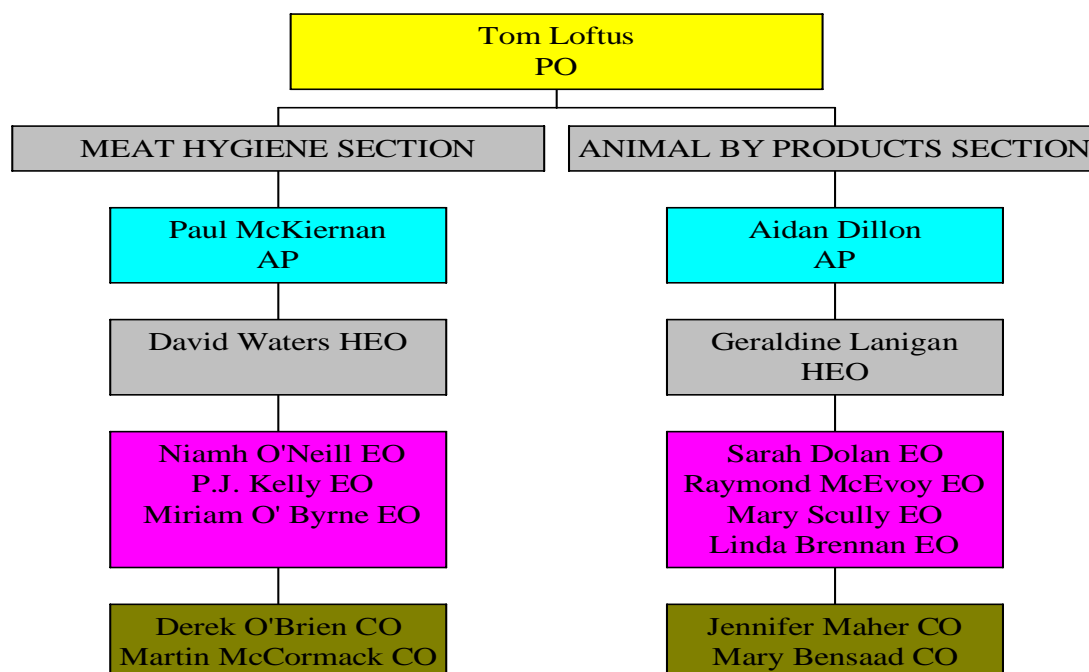 Tom Loftus
PO
MEAT HYGIENE SECTION
ANIMAL BY PRODUCTS SECTION
Paul McKiernan
AP
Aidan Dillon
AP
David Waters HEO
Geraldine Lanigan
HEO
Niamh O'Neill EO
P.J. Kelly EO
Miriam O' Byrne EO
Sarah Dolan EO
Raymond McEvoy EO
Mary Scully EO
Linda Brennan EO
Derek O'Brien CO
Martin McCormack CO
Jennifer Maher CO
Mary Bensaad CO